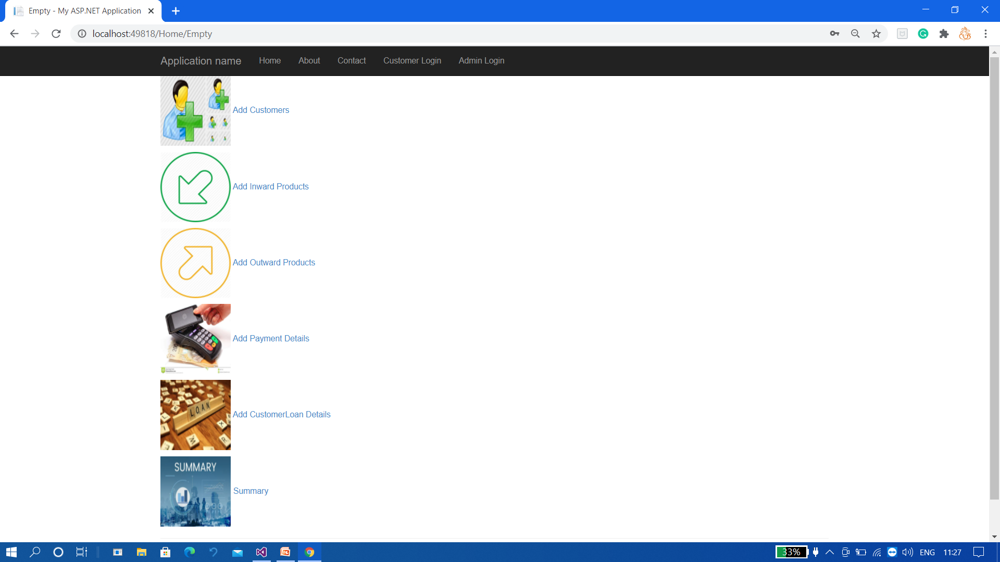 Empty - My ASP.NET Application
localhost:49818/Home/Empty
Application name Home About Contact Customer Login Admin Login
Add Customers
Add Inward Products
Add Outward Products
Add Payment Details
LOAN
Add CustomerLoan Details
SUMMARY
Summary
33% ENG 11:27